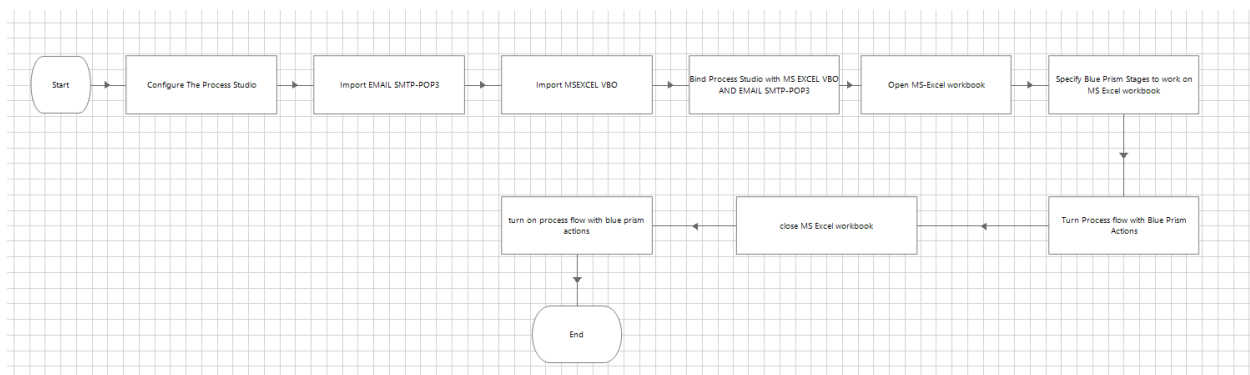 Start
Configure The Process Studio
Import EMAIL SMTP-POP3
Import MSEXCEL VBO
Bind Process Studio with MS EXCEL VBO
AND EMAIL SMTP-POP3
Open MS-Excel workbook
Specify Blue Prism Stages to work on
MS Excel workbook
Turn Process flow with Blue Prism
Actions
close MS Excel workbook
turn on process flow with blue prism
actions
End